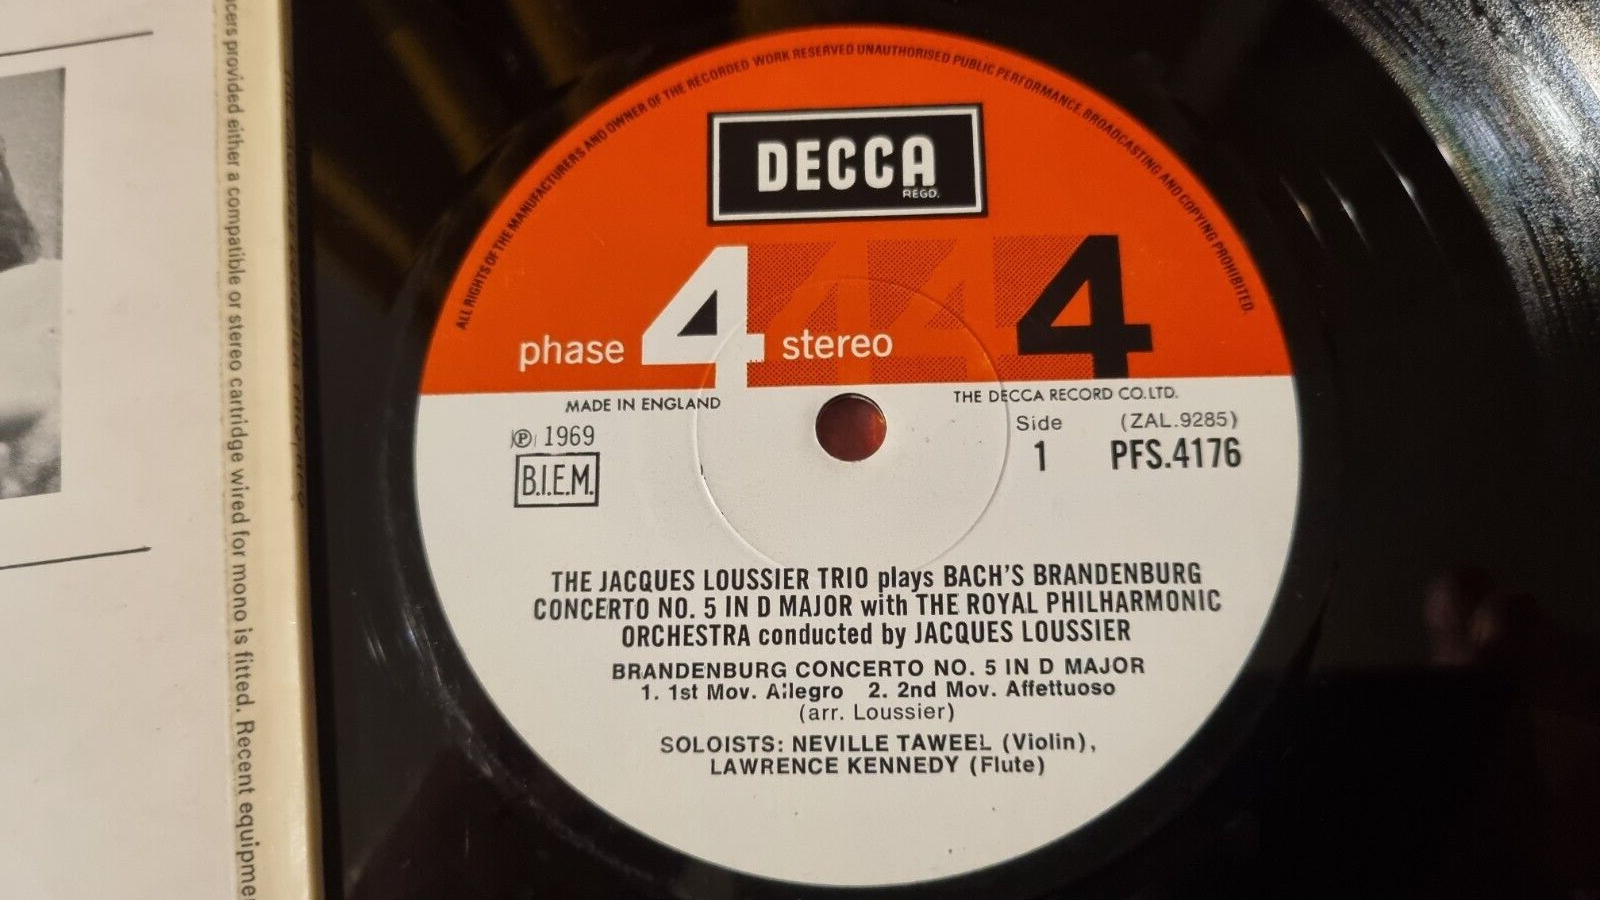 cers provided either a compatible or stereo cartridge wired for mono is fitted. Recent equipme
ALL RIGHTS OF THE MANUFACTURERS AND OWNER OF THE RECORDED WORK RESERVED UNAUTHORISED PUBLIC PERFORMANCE, BROADCASTING AND COPYING PROHIBITED.
DECCA
REGD.
phase 4 stereo 4 4 4 4
MADE IN ENGLAND
THE DECCA RECORD CO. LTD.
℗ 1969
B.I.E.M.
Side (ZAL.9285)
1 PFS.4176
THE JACQUES LOUSSIER TRIO plays BACH'S BRANDENBURG
CONCERTO NO. 5 IN D MAJOR with THE ROYAL PHILHARMONIC
ORCHESTRA conducted by JACQUES LOUSSIER
BRANDENBURG CONCERTO NO. 5 IN D MAJOR
1. 1st Mov. Allegro 2. 2nd Mov. Affettuoso
(arr. Loussier)
SOLOISTS: NEVILLE TAWEEL (Violin),
LAWRENCE KENNEDY (Flute)